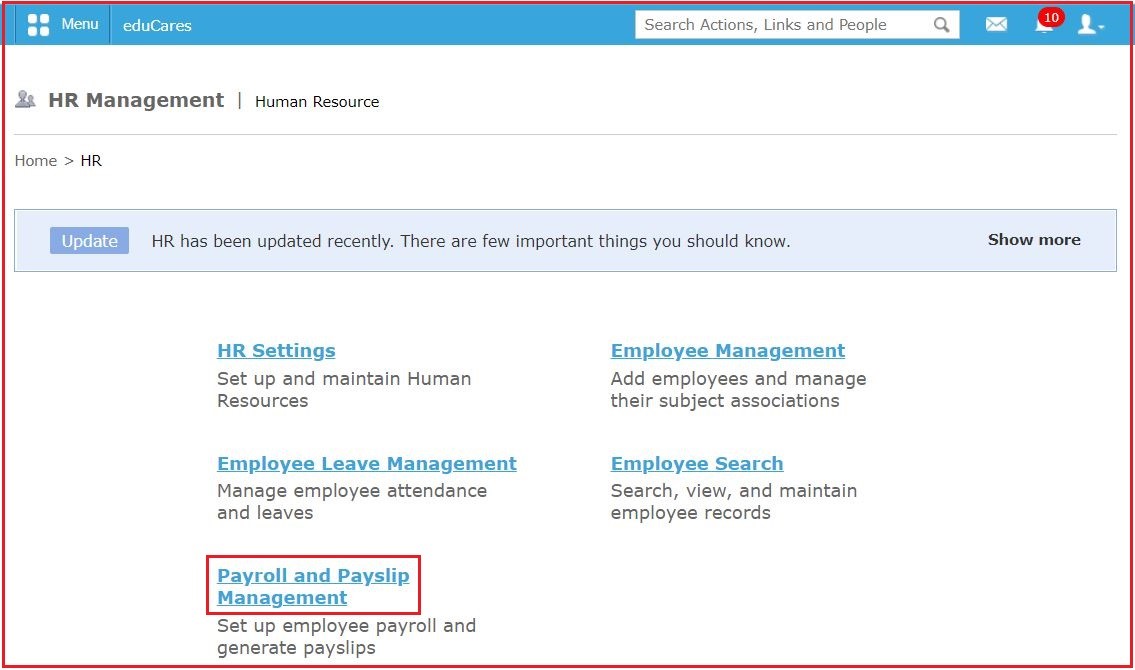 Menu eduCares Search Actions, Links and People 10
HR Management | Human Resource
Home > HR
Update HR has been updated recently. There are few important things you should know. Show more
HR Settings
Set up and maintain Human
Resources
Employee Management
Add employees and manage
their subject associations
Employee Leave Management
Manage employee attendance
and leaves
Employee Search
Search, view, and maintain
employee records
Payroll and Payslip
Management
Set up employee payroll and
generate payslips